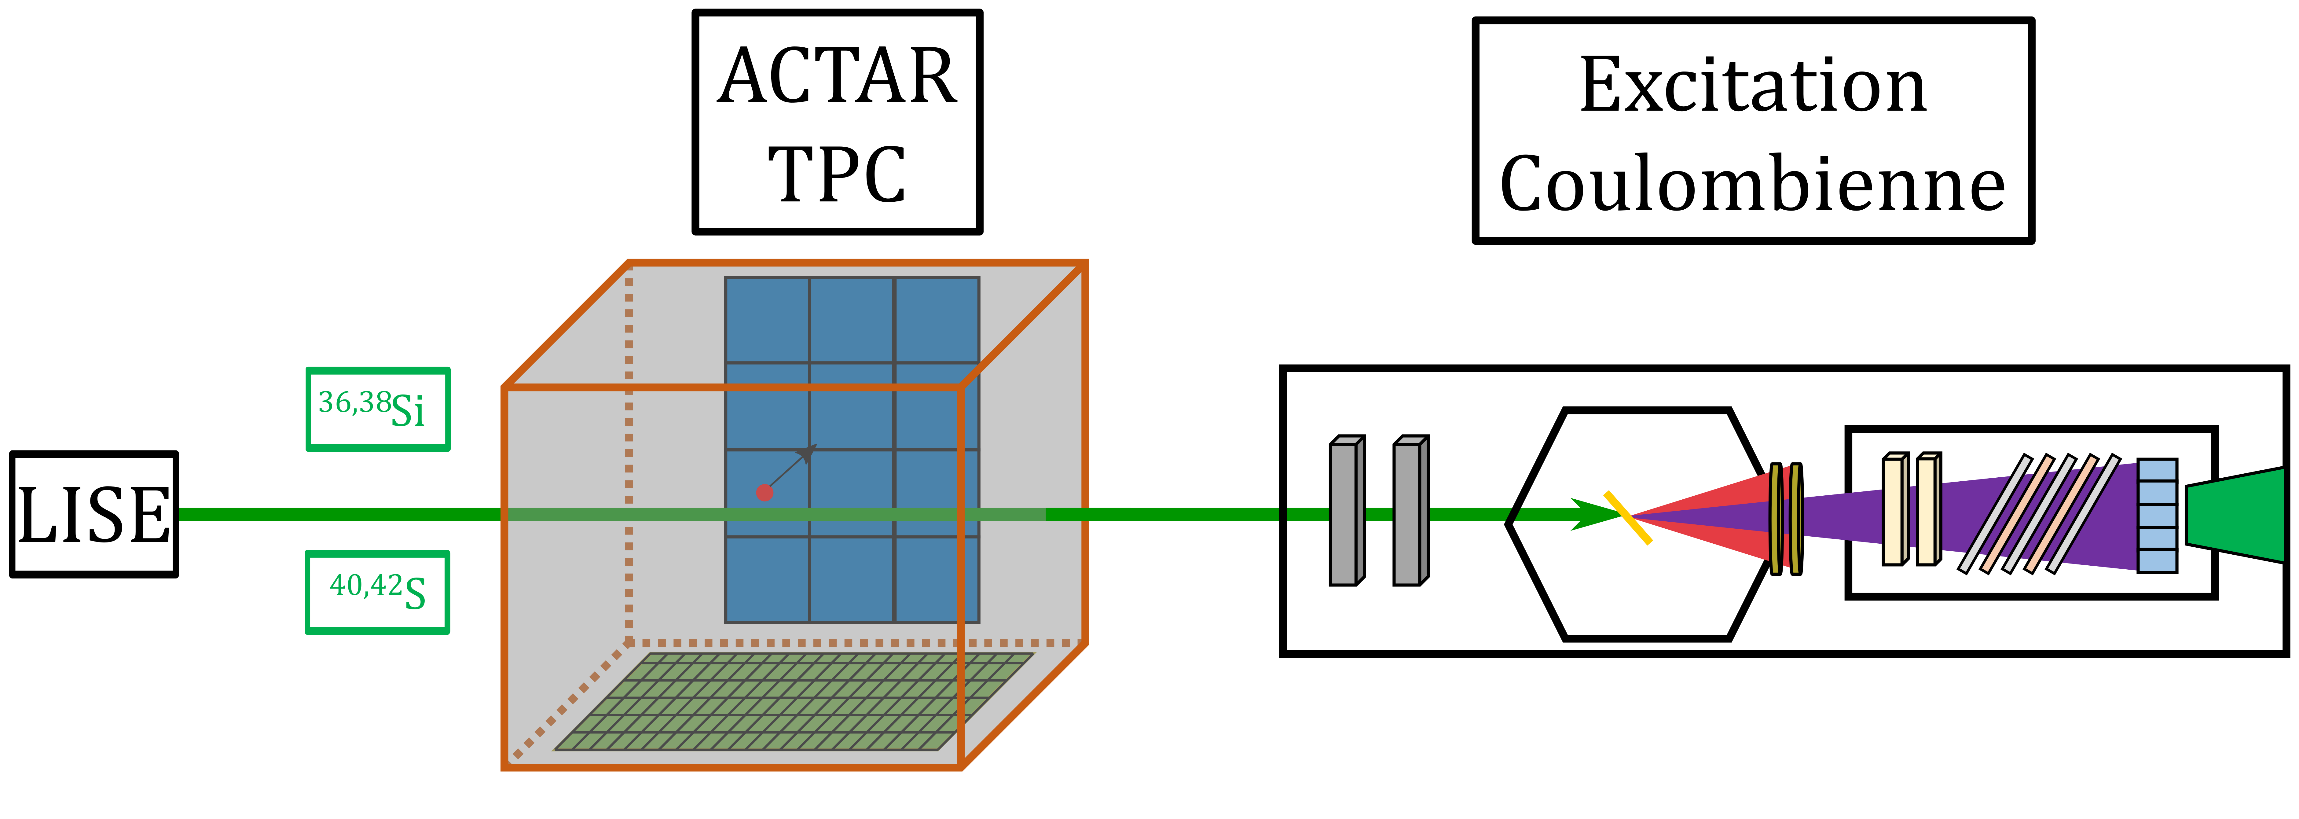 ACTAR
TPC
Excitation
Coulombienne
36,38Si
LISE
40,42S